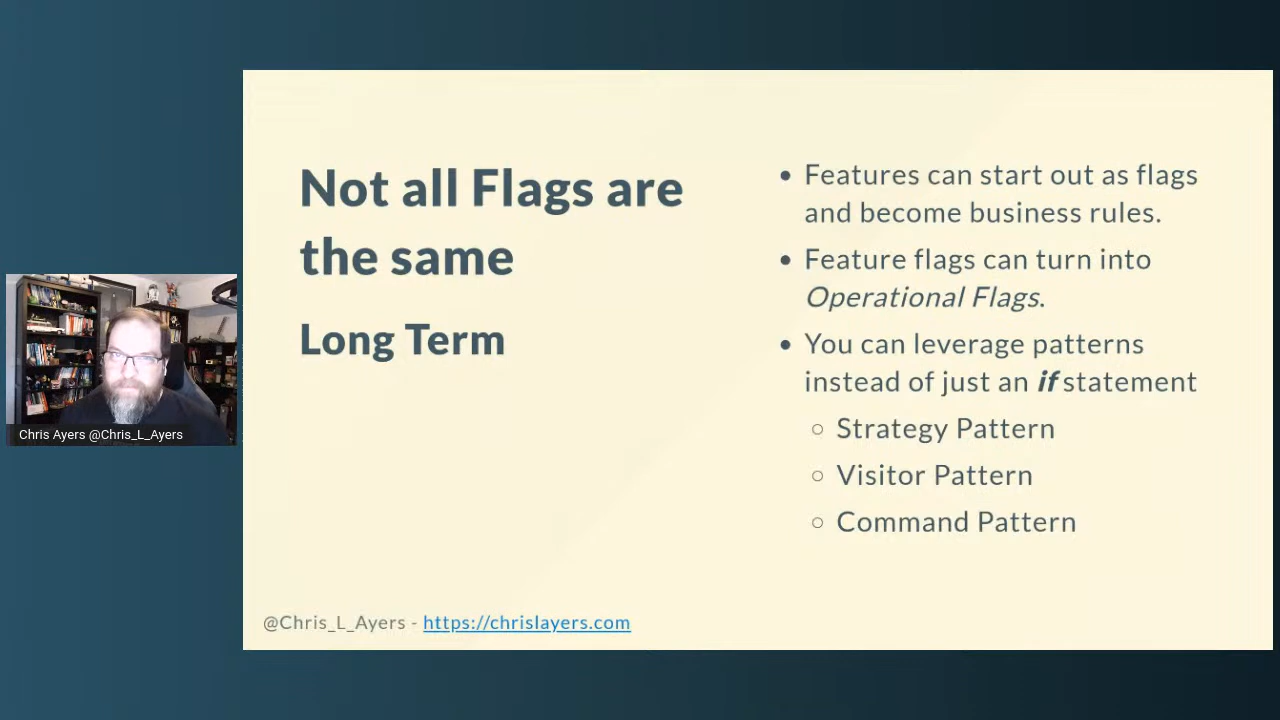 Not all Flags are
the same
Long Term
• Features can start out as flags
and become business rules.
• Feature flags can turn into
Operational Flags.
• You can leverage patterns
instead of just an if statement
○ Strategy Pattern
○ Visitor Pattern
○ Command Pattern
Chris Ayers @Chris_L_Ayers
@Chris_L_Ayers - https://chrislayers.com